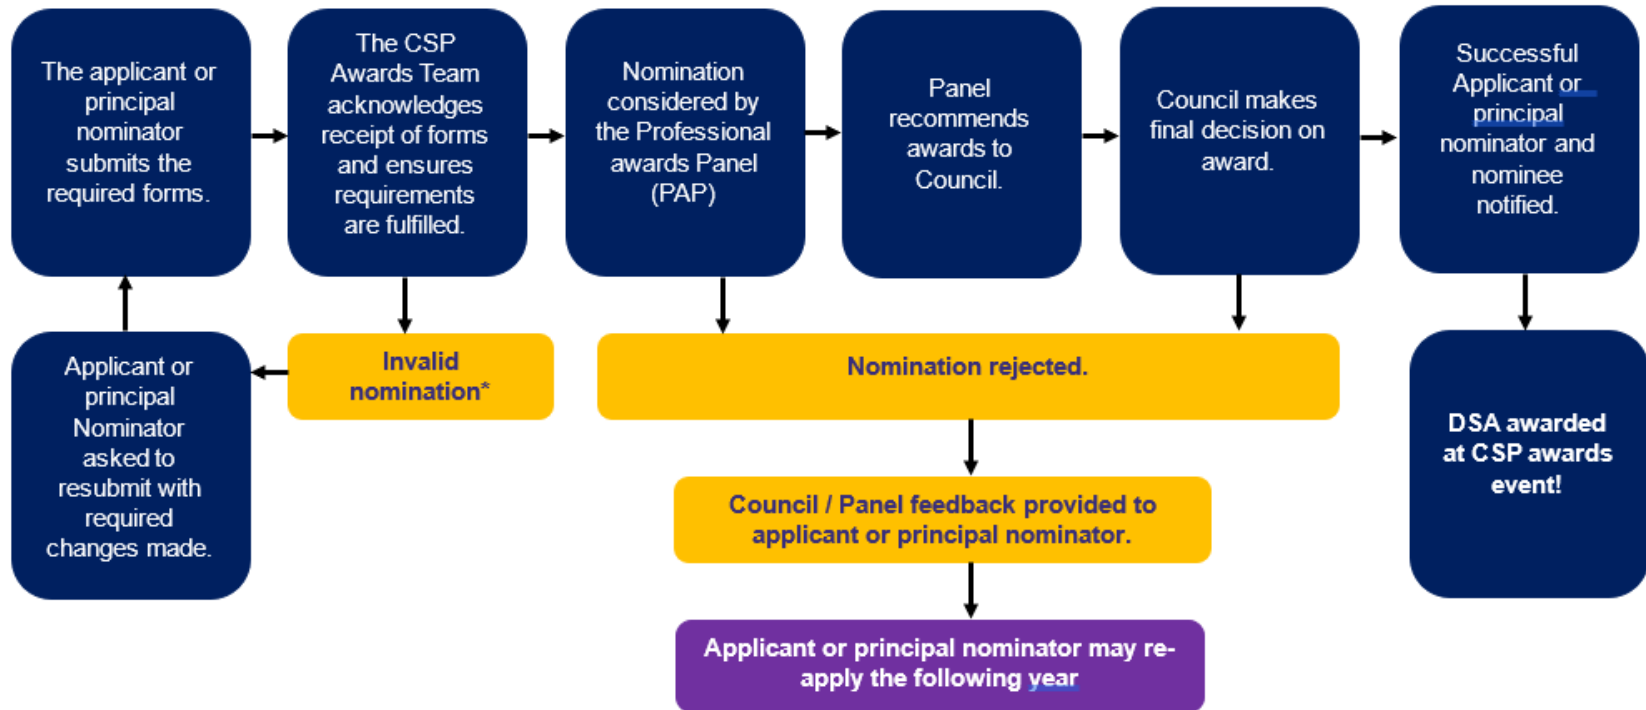 The applicant or
principal
nominator
submits the
required forms.
The CSP
Awards Team
acknowledges
receipt of forms
and ensures
requirements
are fulfilled.
Nomination
considered by
the Professional
awards Panel
(PAP)
Panel
recommends
awards to
Council.
Council makes
final decision on
award.
Successful
Applicant or
principal
nominator and
nominee
notified.
Applicant or
principal
Nominator
asked to
resubmit with
required
changes made.
Invalid
nomination*
Nomination rejected.
DSA awarded
at CSP awards
event!
Council / Panel feedback provided to
applicant or principal nominator.
Applicant or principal nominator may re-
apply the following year